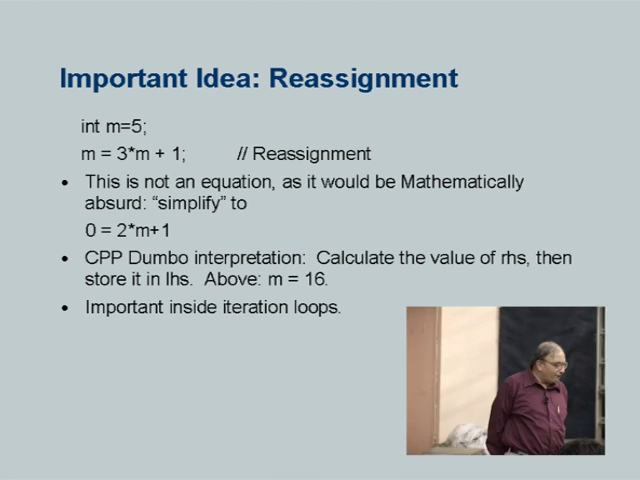 Important Idea: Reassignment
int m=5;
m = 3*m + 1; // Reassignment
• This is not an equation, as it would be Mathematically
absurd: “simplify” to
0 = 2*m+1
• CPP Dumbo interpretation: Calculate the value of rhs, then
store it in lhs. Above: m = 16.
• Important inside iteration loops.